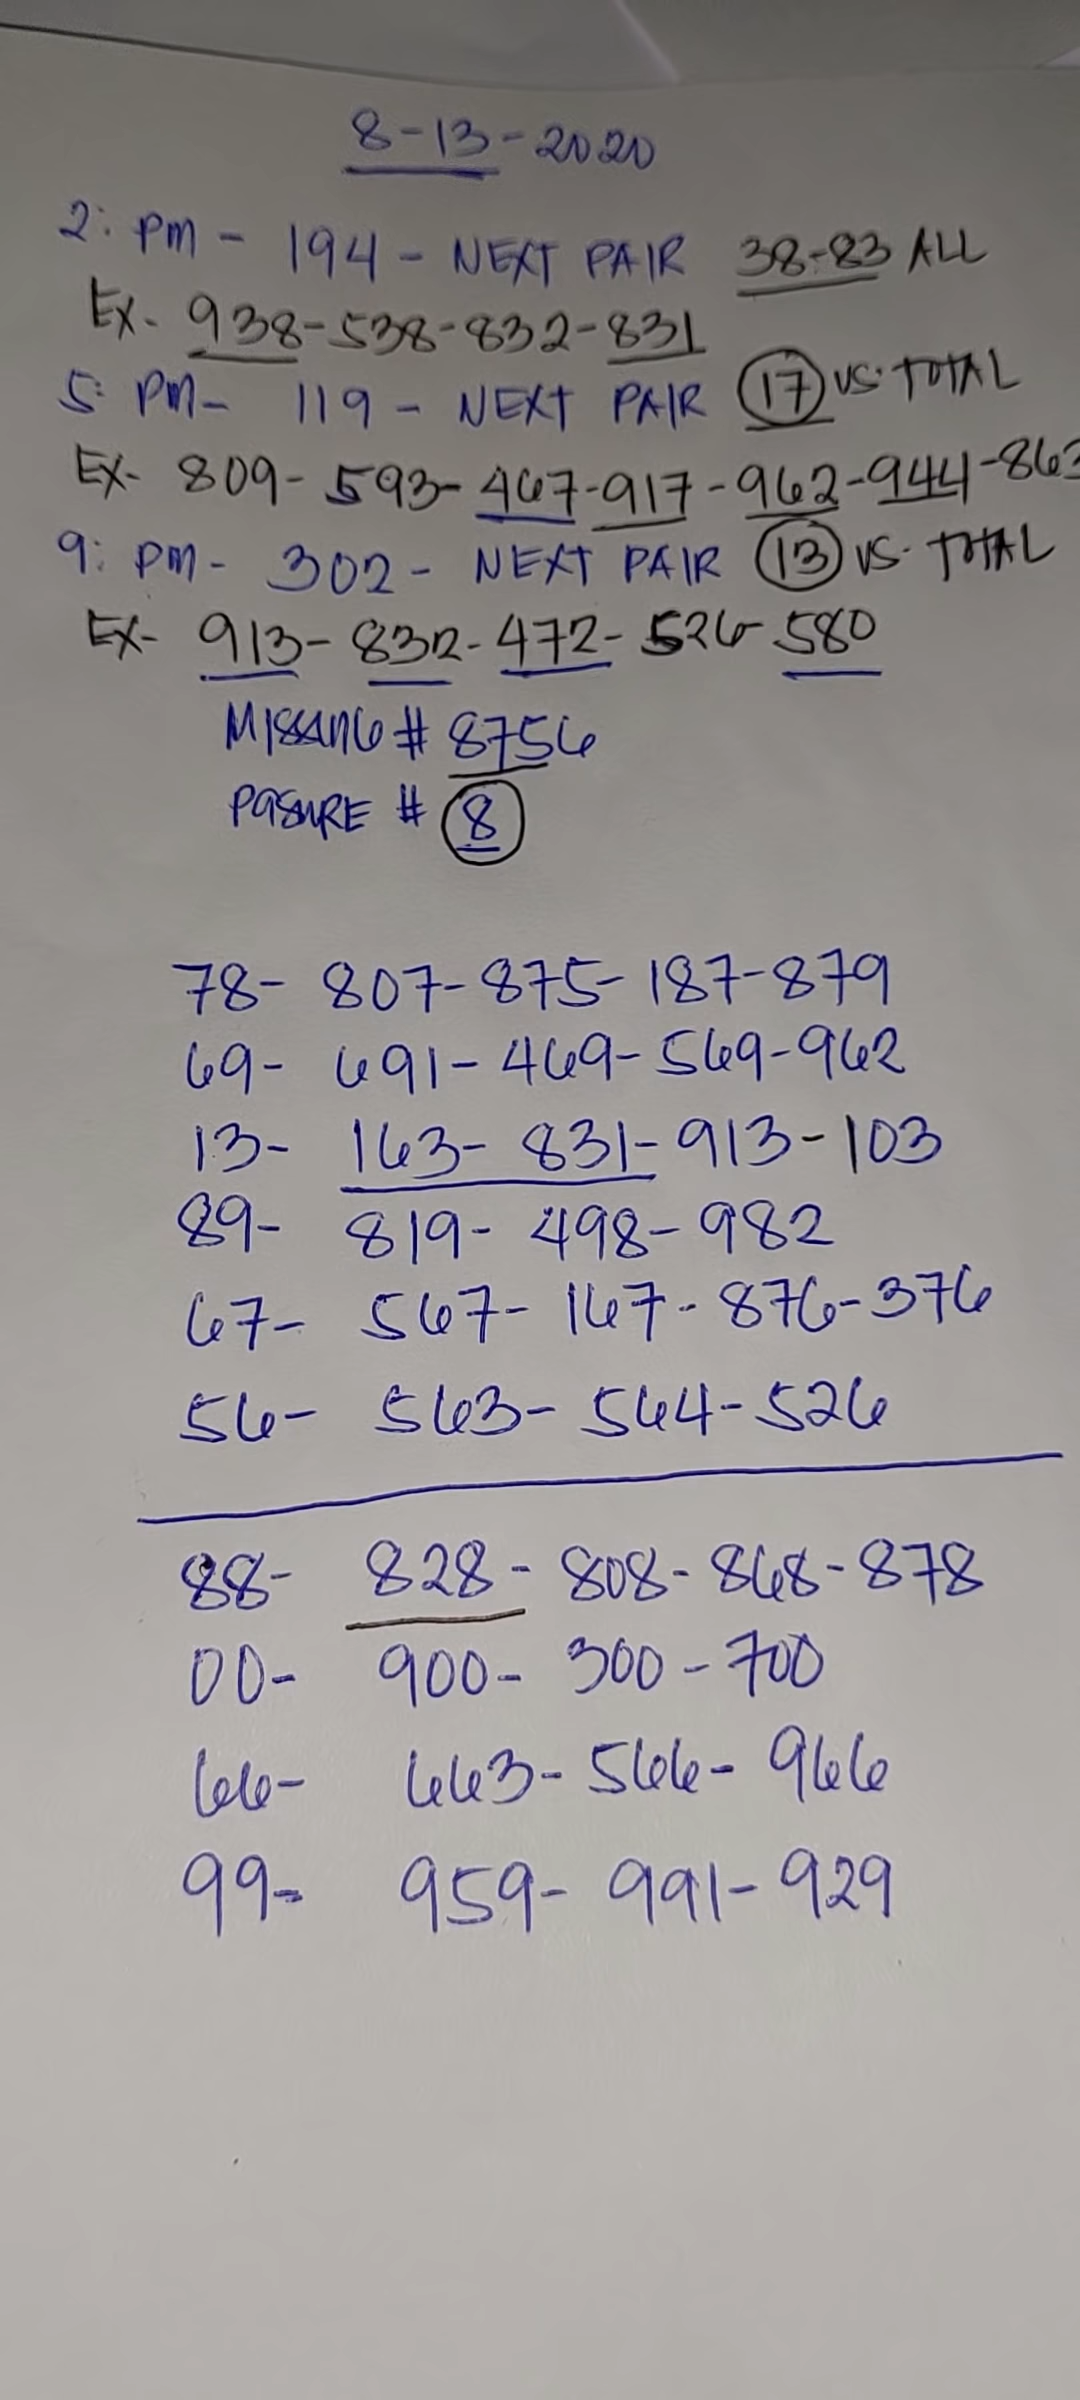 8-13-2020
2: PM - 194 - NEXT PAIR 38-83 ALL
EX- 938-538-832-831
5: PM- 119 - NEXT PAIR 17 VS. TOTAL
EX- 809-593-467-917-962-944-863
9: PM- 302- NEXT PAIR 13 VS. TOTAL
EX- 913-832-472-526-580
MISSING # 8756
PASURE # 8
78- 807-875-187-879
69- 691-469-569-962
13- 163-831-913-103
89- 819-498-982
67- 567-167-876-376
56- 563-564-526
88- 828-808-868-878
00- 900-300-700
66- 663-566-966
99- 959-991-929